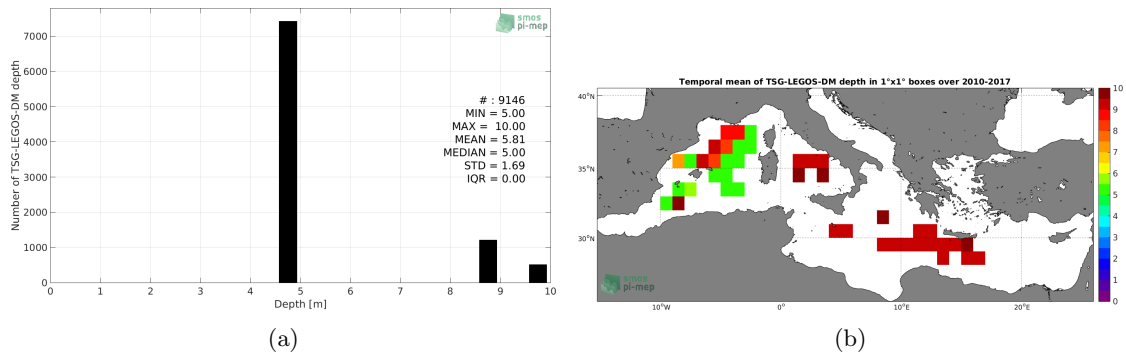 smos
pi-mep
Number of TSG-LEGOS-DM depth
7000
6000
5000
4000
3000
2000
1000
0
# : 9146
MIN = 5.00
MAX = 10.00
MEAN = 5.81
MEDIAN = 5.00
STD = 1.69
IQR = 0.00
0 1 2 3 4 5 6 7 8 9 10
Depth [m]
(a)
Temporal mean of TSG-LEGOS-DM depth in 1°x1° boxes over 2010-2017
40°N
35°N
30°N
10°W 0° 10°E 20°E
10
9
8
7
6
5
4
3
2
1
0
smos
pi-mep
(b)